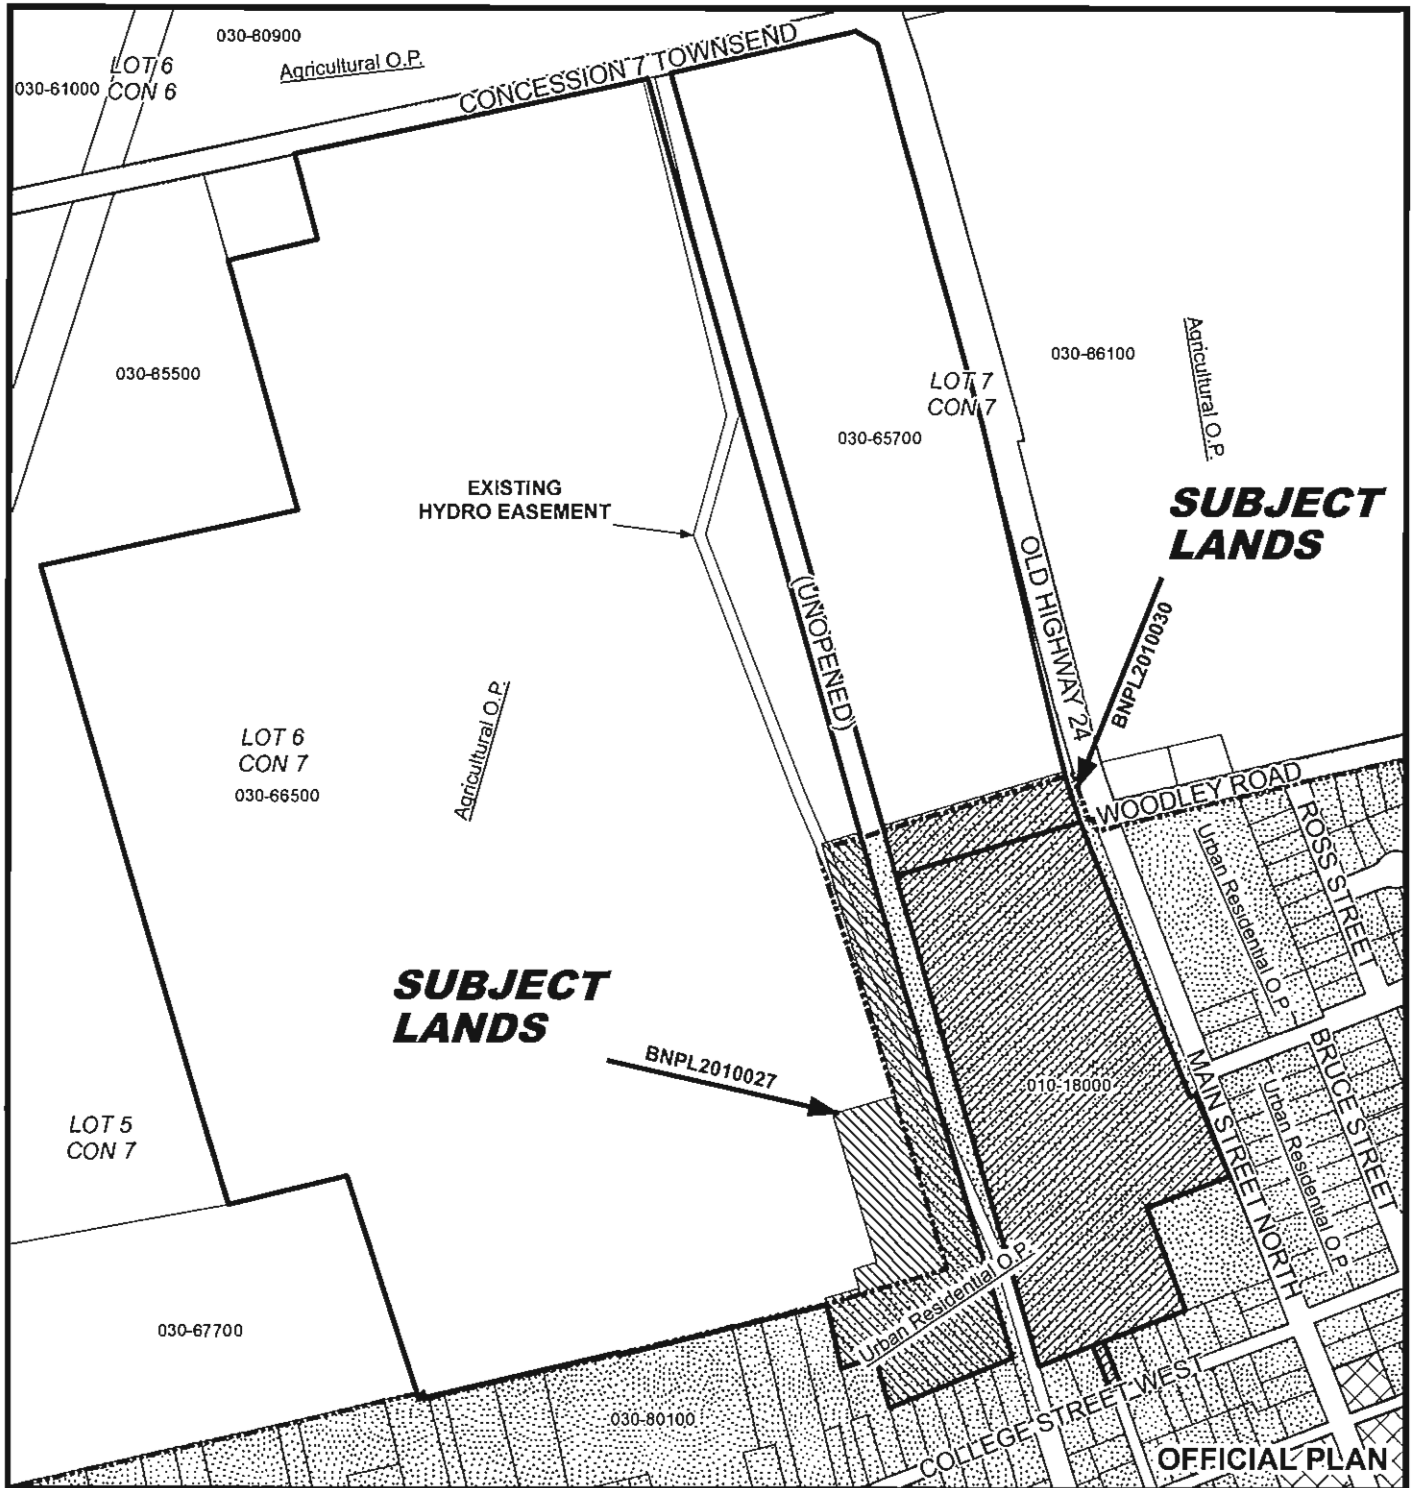 030-60900
LOT 6
CON 6
030-61000
Agricultural O.P.
CONCESSION 7 TOWNSEND
030-65500
030-86100
Agricultural O.P.
LOT 7
CON 7
030-65700
EXISTING
HYDRO EASEMENT
SUBJECT
LANDS
OLD HIGHWAY 24
(UNOPENED)
BNPL2010030
Agricultural O.P.
LOT 6
CON 7
030-66500
WOODLEY ROAD
ROSS STREET
Urban Residential O.P.
SUBJECT
LANDS
BNPL2010027
010-18000
MAIN STREET NORTH
BRUCE STREET
Urban Residential O.P.
LOT 5
CON 7
Urban Residential O.P.
030-67700
030-80100
COLLEGE STREET WEST
OFFICIAL PLAN